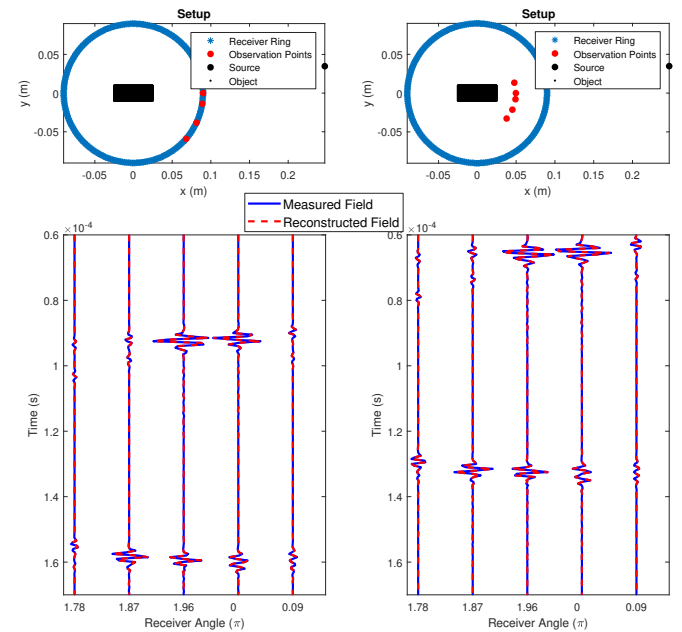 Setup
Receiver Ring
Observation Points
Source
Object
0.05
0
-0.05
y (m)
-0.05 0 0.05 0.1 0.15 0.2
x (m)
Setup
Receiver Ring
Observation Points
Source
Object
0.05
0
-0.05
y (m)
-0.05 0 0.05 0.1 0.15 0.2
x (m)
Measured Field
Reconstructed Field
×10-4
0.6
0.8
1
1.2
1.4
1.6
Time (s)
1.78 1.87 1.96 0 0.09
Receiver Angle (π)
×10-4
0.6
0.8
1
1.2
1.4
1.6
Time (s)
1.78 1.87 1.96 0 0.09
Receiver Angle (π)